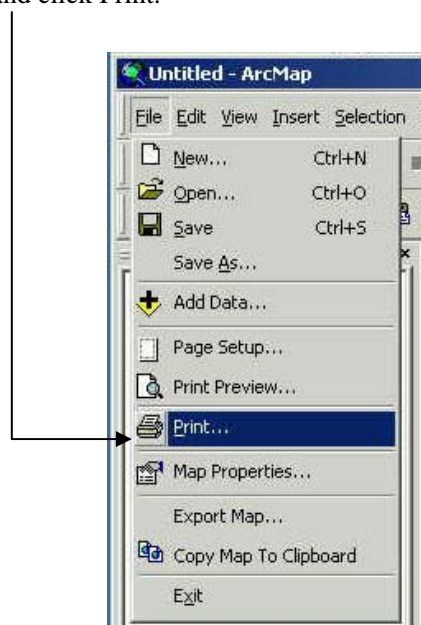 and click Print.
Untitled - ArcMap
File Edit View Insert Selection
New... Ctrl+N
Open... Ctrl+O
Save Ctrl+S
Save As...
Add Data...
Page Setup...
Print Preview...
Print...
Map Properties...
Export Map...
Copy Map To Clipboard
Exit